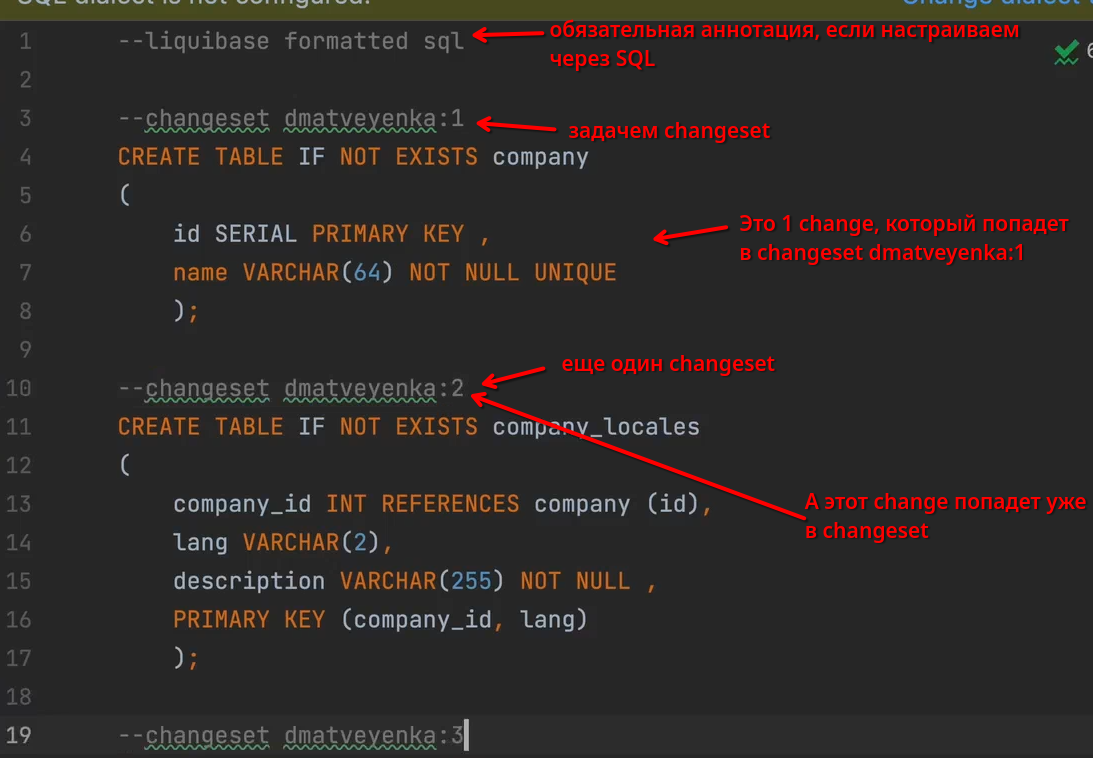 SQL dialect is not configured.
Change dialect
1 --liquibase formatted sql
обязательная аннотация, если настраиваем
через SQL
6
2
3 --changeset dmatveyenka:1
задачем changeset
4 CREATE TABLE IF NOT EXISTS company
5 (
6 id SERIAL PRIMARY KEY ,
Это 1 change, который попадет
в changeset dmatveyenka:1
7 name VARCHAR(64) NOT NULL UNIQUE
8 );
9
еще один changeset
10 --changeset dmatveyenka:2
11 CREATE TABLE IF NOT EXISTS company_locales
12 (
13 company_id INT REFERENCES company (id),
А этот change попадет уже
в changeset
14 lang VARCHAR(2),
15 description VARCHAR(255) NOT NULL ,
16 PRIMARY KEY (company_id, lang)
17 );
18
19 --changeset dmatveyenka:3